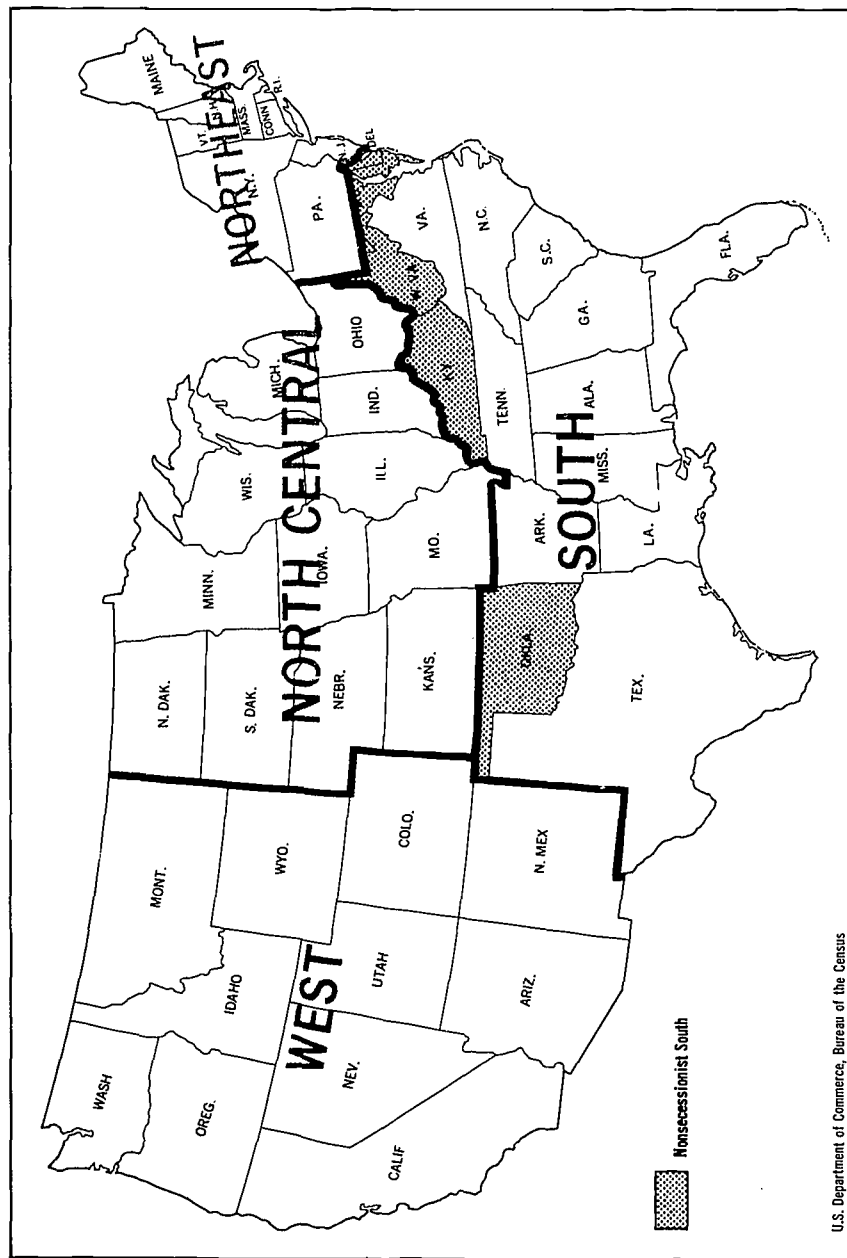 NORTHEAST
NORTH CENTRAL
WEST
SOUTH
WASH
OREG.
CALIF
NEV.
IDAHO
MONT.
WYO.
UTAH
COLO.
ARIZ.
N. MEX
N. DAK.
S. DAK.
NEBR.
KANS.
OKLA.
TEX.
MINN.
IOWA.
MO.
ARK.
LA.
WIS.
ILL.
MICH.
IND.
OHIO
KY.
TENN.
MISS.
ALA.
GA.
FLA.
S.C.
N.C.
VA.
W. VA.
PA.
N.Y.
N.J.
DEL
VT.
N.H.
MAINE
MASS.
CONN
R.I.
Nonsecessionist South
U.S. Department of Commerce, Bureau of the Census